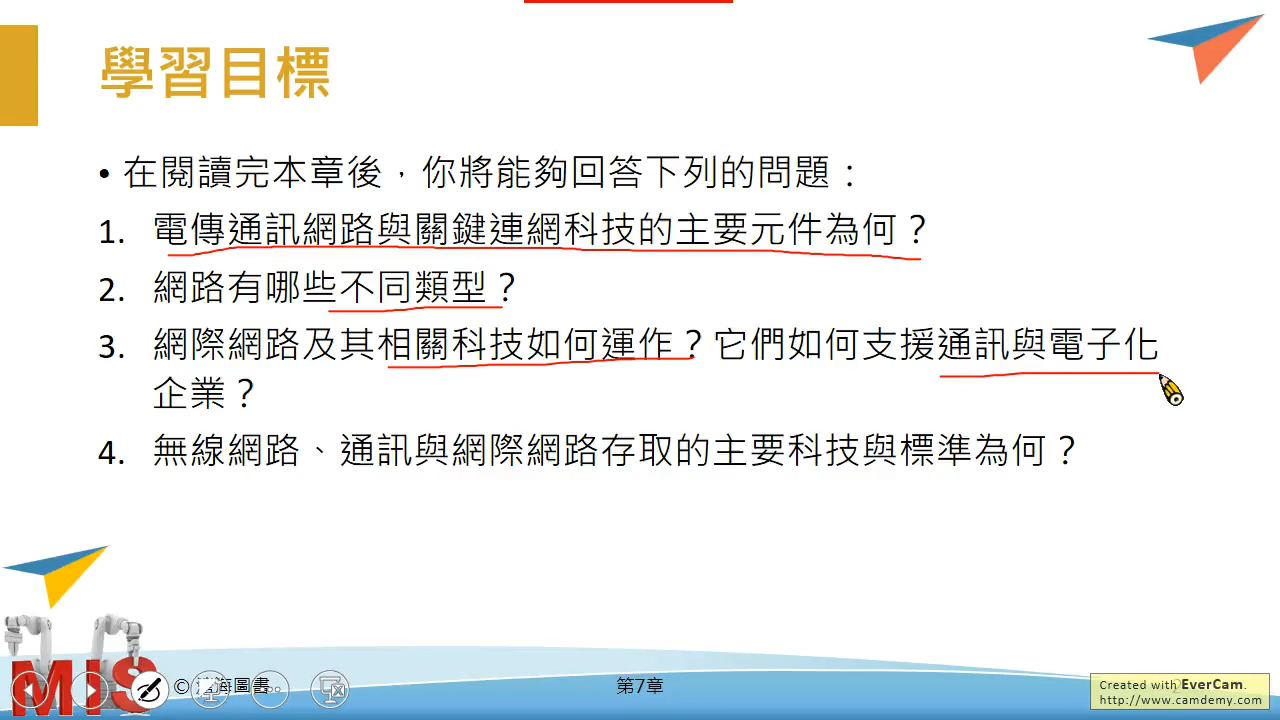 學習目標
• 在閱讀完本章後，你將能夠回答下列的問題：
1. 電傳通訊網路與關鍵連網科技的主要元件為何？
2. 網路有哪些不同類型？
3. 網際網路及其相關科技如何運作？它們如何支援通訊與電子化
企業？
4. 無線網路、通訊與網際網路存取的主要科技與標準為何？
MIS
© 海圖書
第7章
Created with EverCam.
http://www.camdemy.com